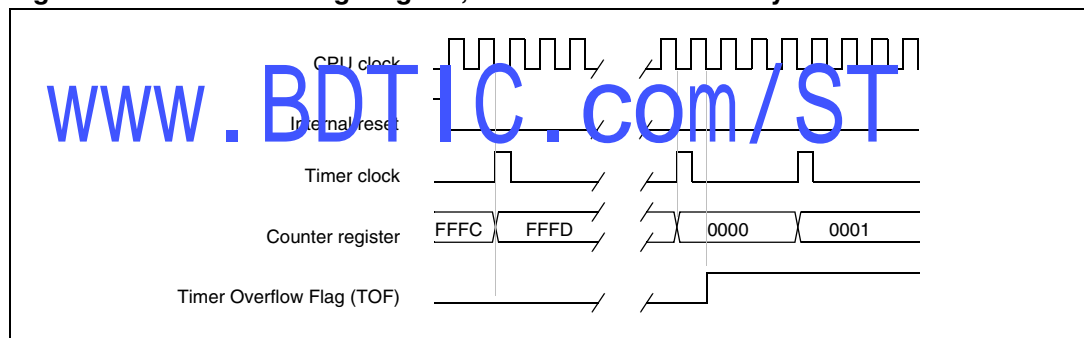 CPU clock
www.BDTIC.com/ST
Internal reset
Timer clock
Counter register FFFC FFFD 0000 0001
Timer Overflow Flag (TOF)